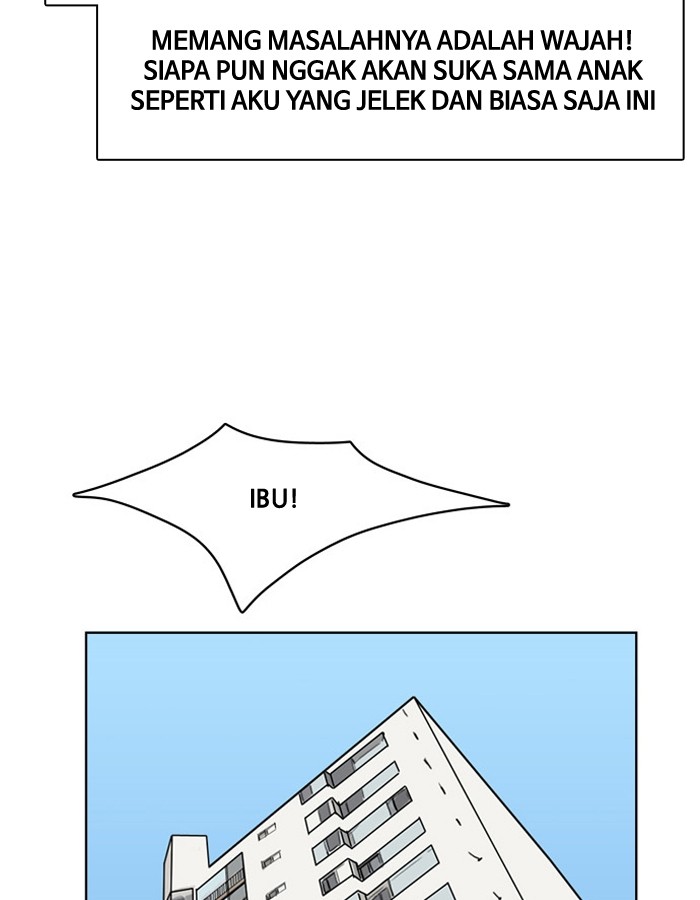 MEMANG MASALAHNYA ADALAH WAJAH!
SIAPA PUN NGGAK AKAN SUKA SAMA ANAK
SEPERTI AKU YANG JELEK DAN BIASA SAJA INI
IBU!